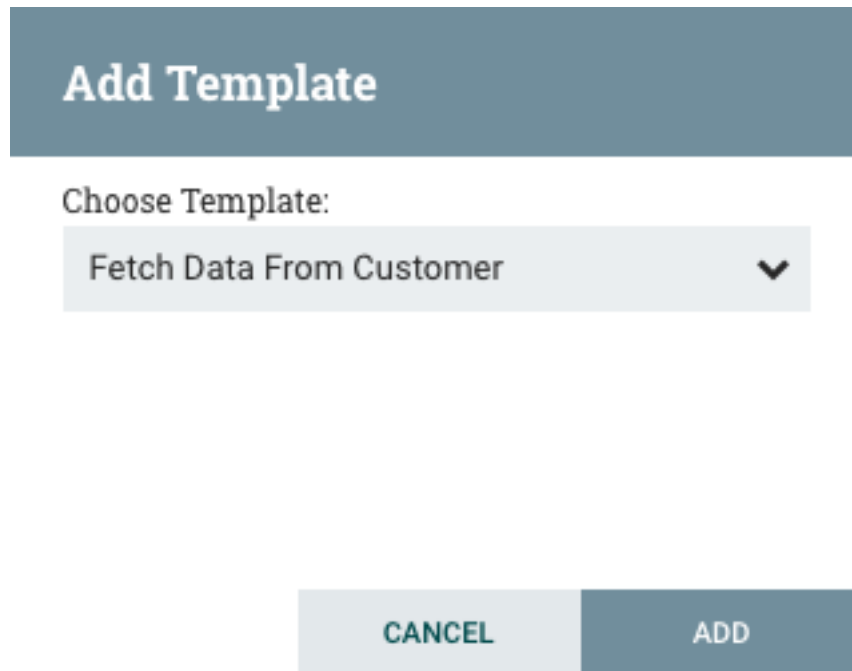 Add Template
Choose Template:
Fetch Data From Customer
CANCEL
ADD